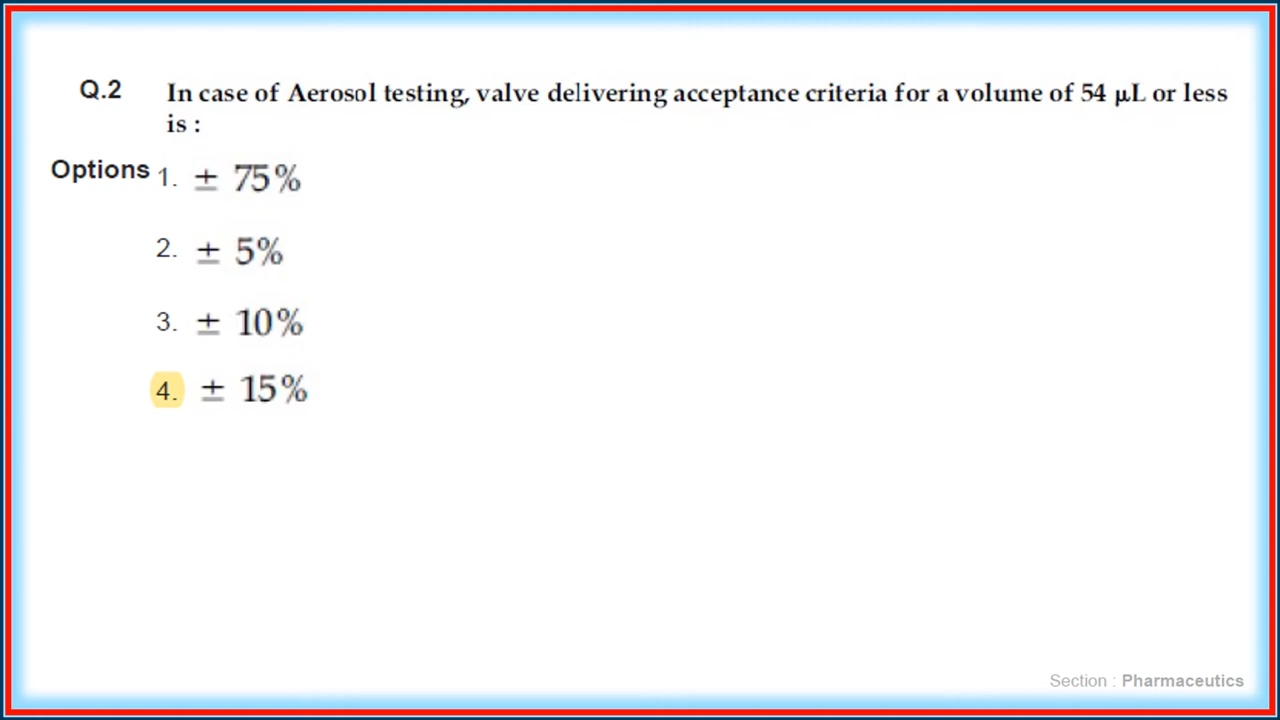 Q.2 In case of Aerosol testing, valve delivering acceptance criteria for a volume of 54 µL or less
is :
Options 1. ± 75%
2. ± 5%
3. ± 10%
4. ± 15%
Section : Pharmaceutics